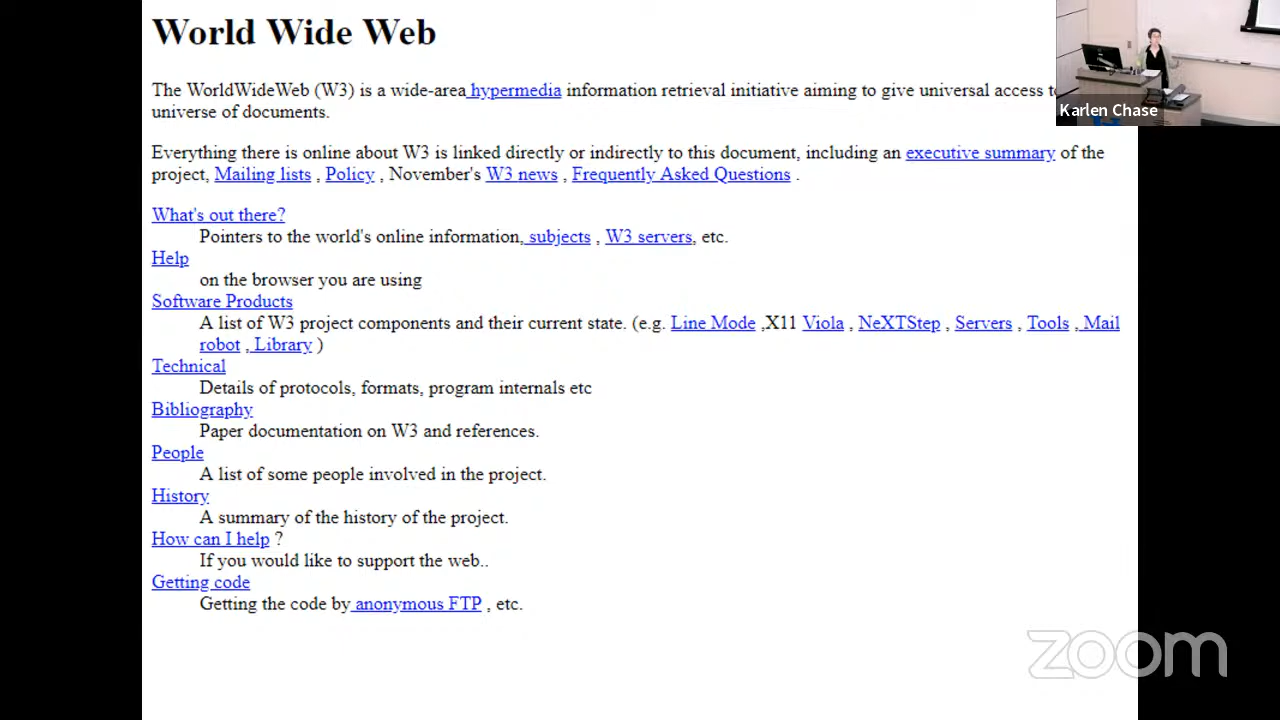 World Wide Web
The WorldWideWeb (W3) is a wide-area hypermedia information retrieval initiative aiming to give universal access
universe of documents.
Everything there is online about W3 is linked directly or indirectly to this document, including an executive summary of the
project, Mailing lists , Policy , November's W3 news , Frequently Asked Questions .
What's out there?
Pointers to the world's online information, subjects , W3 servers, etc.
Help
on the browser you are using
Software Products
A list of W3 project components and their current state. (e.g. Line Mode ,X11 Viola , NeXTStep , Servers , Tools , Mail
robot , Library )
Technical
Details of protocols, formats, program internals etc
Bibliography
Paper documentation on W3 and references.
People
A list of some people involved in the project.
History
A summary of the history of the project.
How can I help ?
If you would like to support the web..
Getting code
Getting the code by anonymous FTP , etc.
Karlen Chase
zoom